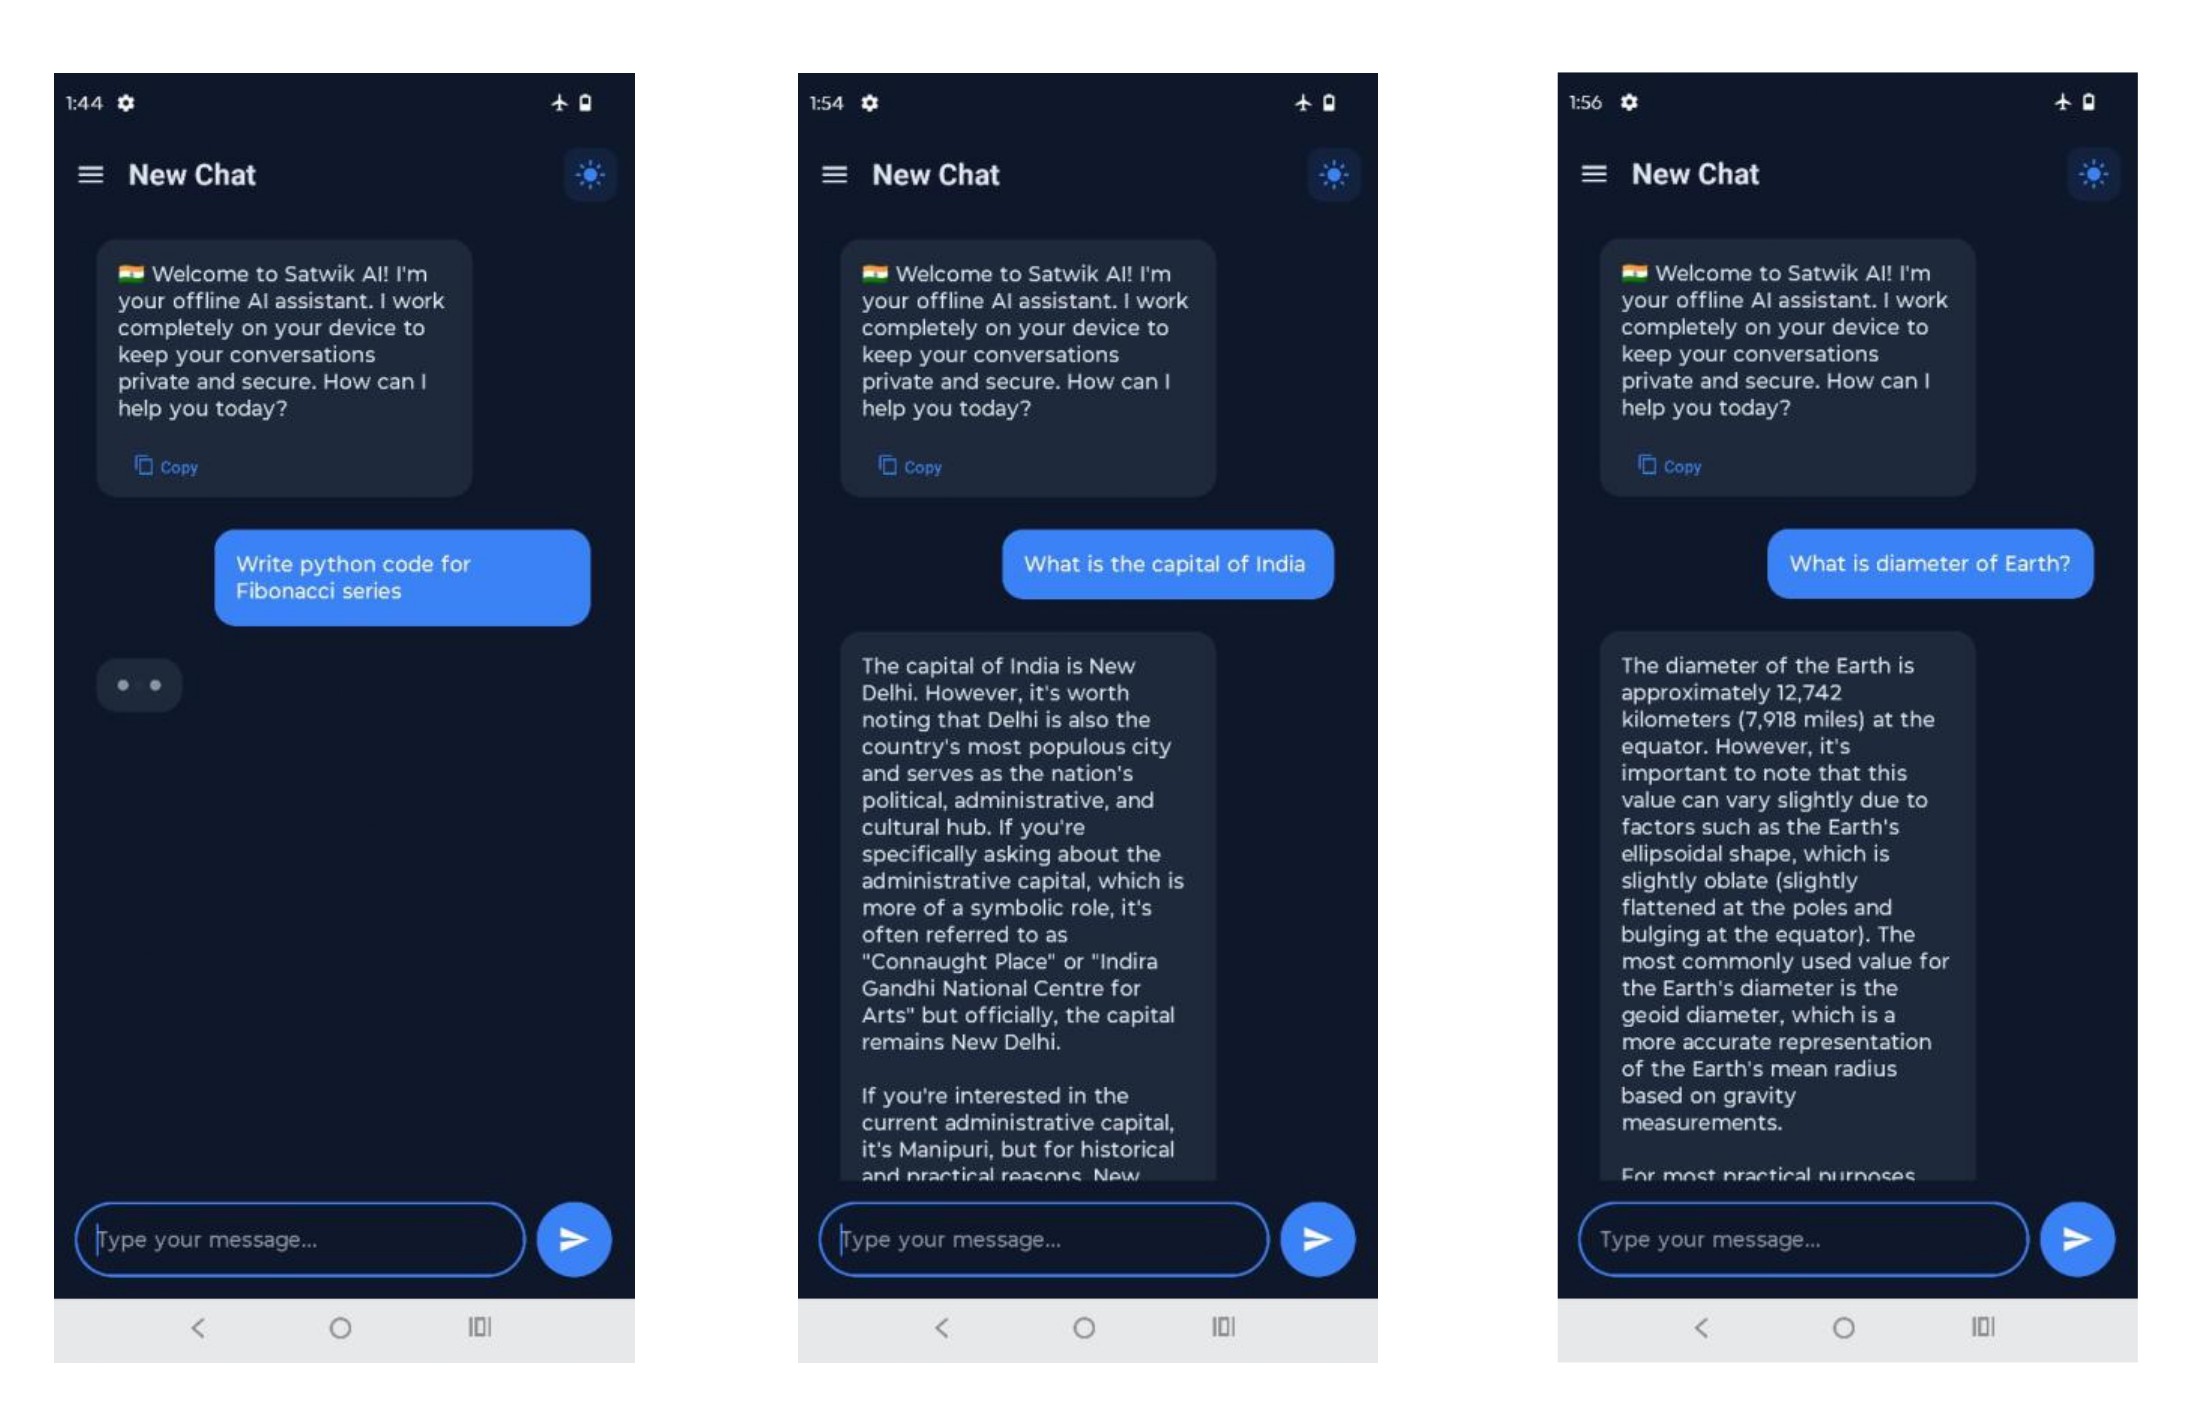 1:44
New Chat
🇮🇳 Welcome to Satwik AI! I'm
your offline AI assistant. I work
completely on your device to
keep your conversations
private and secure. How can I
help you today?
Copy
Write python code for
Fibonacci series
Type your message...
1:54
New Chat
🇮🇳 Welcome to Satwik AI! I'm
your offline AI assistant. I work
completely on your device to
keep your conversations
private and secure. How can I
help you today?
Copy
What is the capital of India
The capital of India is New
Delhi. However, it's worth
noting that Delhi is also the
country's most populous city
and serves as the nation's
political, administrative, and
cultural hub. If you're
specifically asking about the
administrative capital, which is
more of a symbolic role, it's
often referred to as
"Connaught Place" or "Indira
Gandhi National Centre for
Arts" but officially, the capital
remains New Delhi.
If you're interested in the
current administrative capital,
it's Manipuri, but for historical
and practical reasons, New
Type your message...
1:56
New Chat
🇮🇳 Welcome to Satwik AI! I'm
your offline AI assistant. I work
completely on your device to
keep your conversations
private and secure. How can I
help you today?
Copy
What is diameter of Earth?
The diameter of the Earth is
approximately 12,742
kilometers (7,918 miles) at the
equator. However, it's
important to note that this
value can vary slightly due to
factors such as the Earth's
ellipsoidal shape, which is
slightly oblate (slightly
flattened at the poles and
bulging at the equator). The
most commonly used value for
the Earth's diameter is the
geoid diameter, which is a
more accurate representation
of the Earth's mean radius
based on gravity
measurements.
For most practical purposes
Type your message...